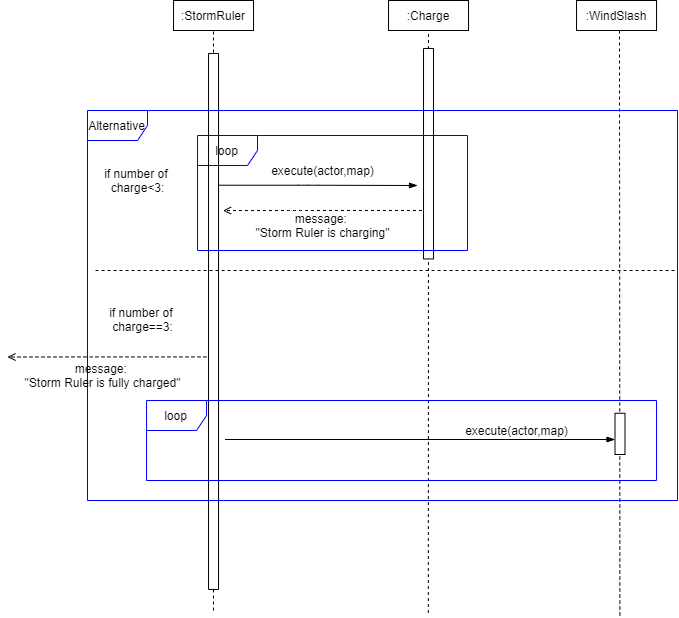 :StormRuler
:Charge
:WindSlash
Alternative
loop
if number of
charge<3:
execute(actor,map)
message:
"Storm Ruler is charging"
if number of
charge==3:
message:
"Storm Ruler is fully charged"
loop
execute(actor,map)